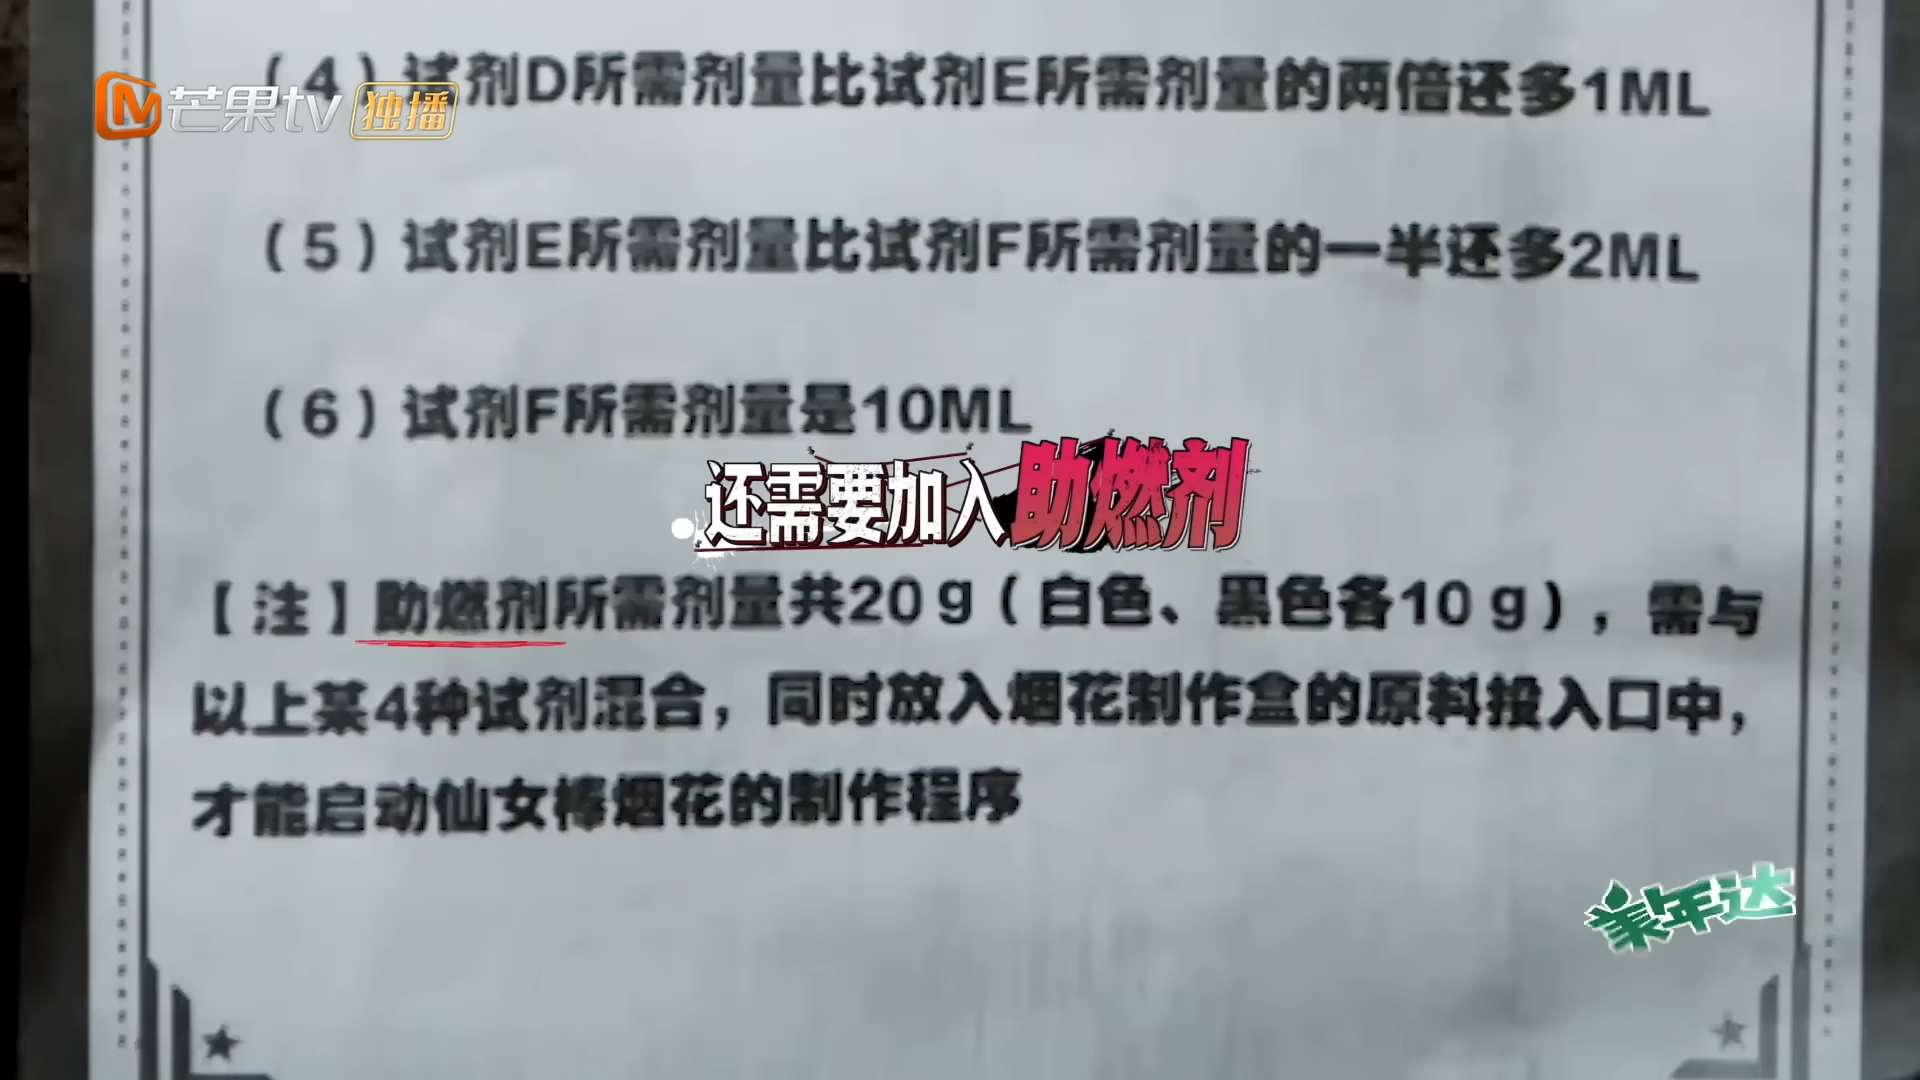 （4）试剂D所需剂量比试剂E所需剂量的两倍还多1ML
芒果tv 独播
（5）试剂E所需剂量比试剂F所需剂量的一半还多2ML
（6）试剂F所需剂量是10ML
还需要加入助燃剂
【注】助燃剂所需剂量共20g（白色、黑色各10g），需与
以上某4种试剂混合，同时放入烟花制作盒的原料投入口中，
才能启动仙女棒烟花的制作程序
美年达